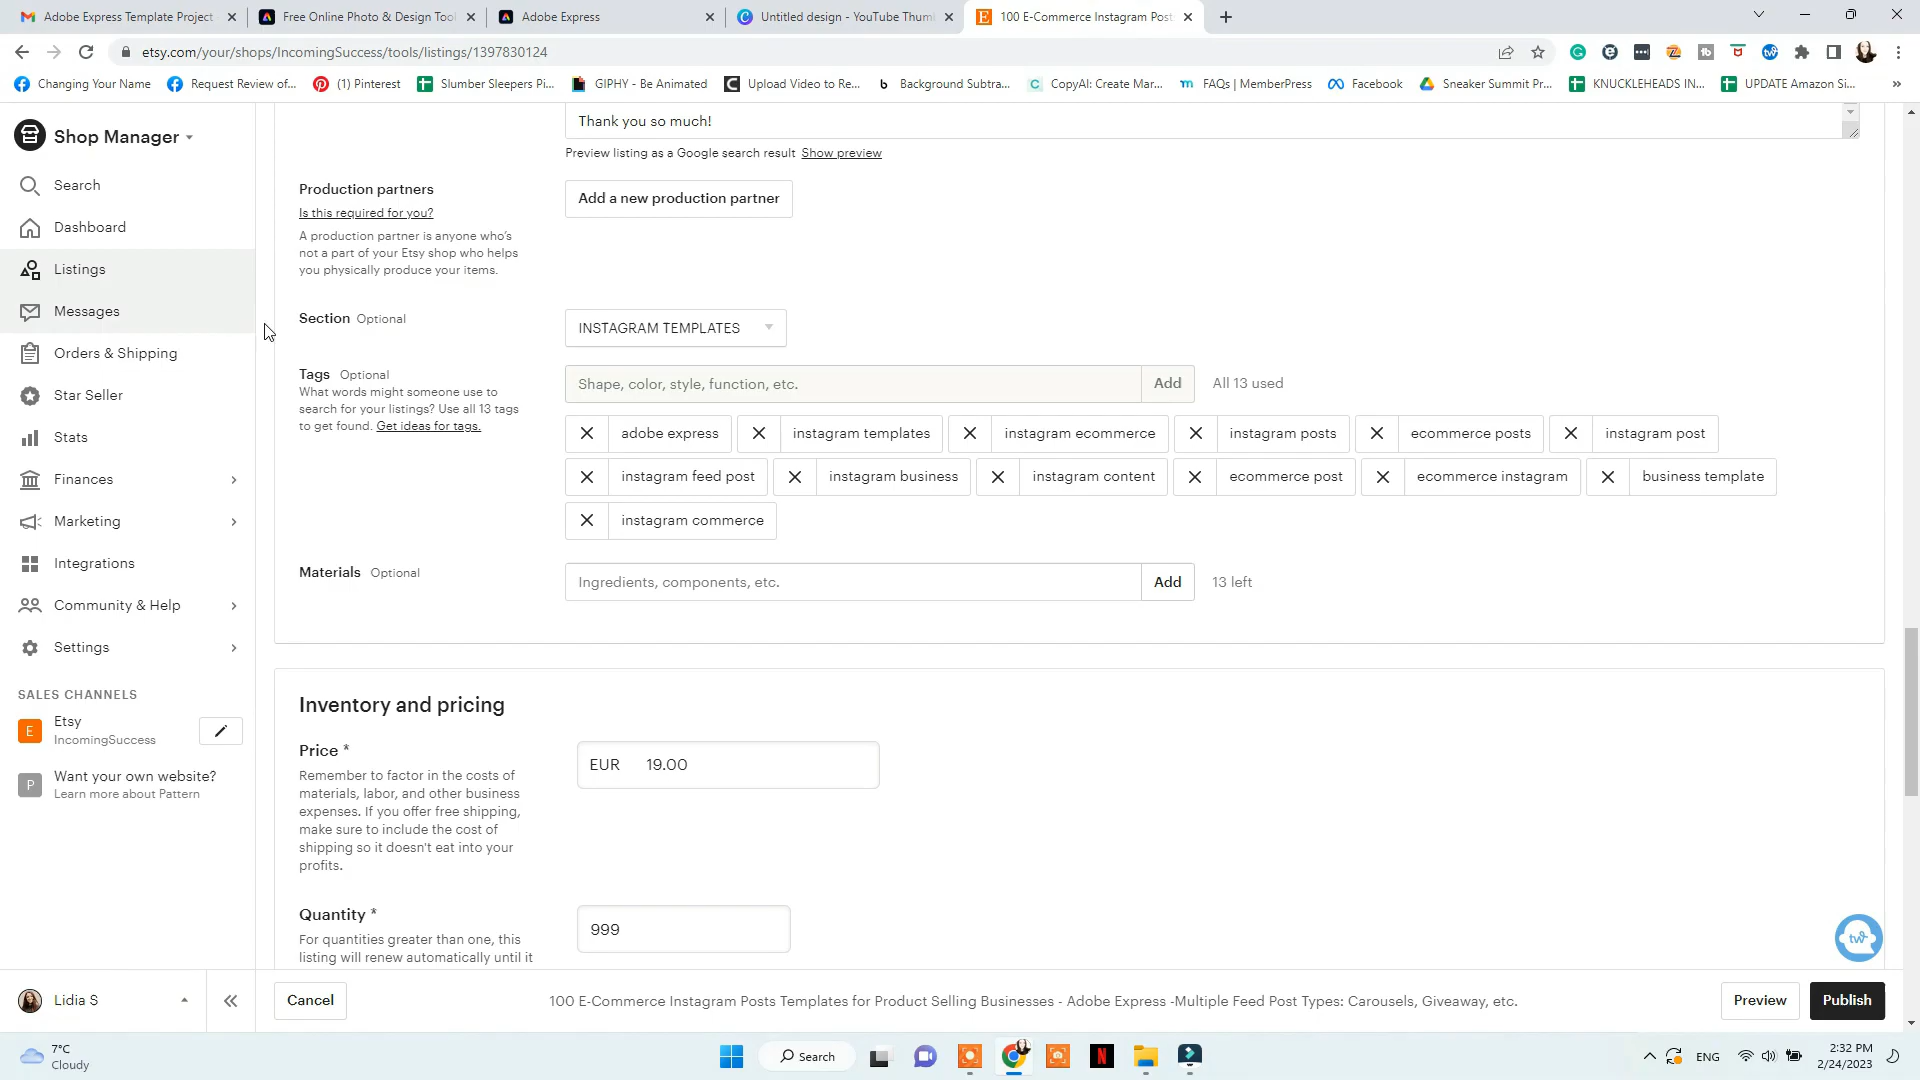 Adobe Express Template Project
Free Online Photo & Design Tool
Adobe Express
Untitled design - YouTube Thum
100 E-Commerce Instagram Post
etsy.com/your/shops/IncomingSuccess/tools/listings/1397830124
Changing Your Name
Request Review of...
(1) Pinterest
Slumber Sleepers Pi...
GIPHY - Be Animated
Upload Video to Re...
Background Subtra...
CopyAI: Create Mar...
FAQs | MemberPress
Facebook
Sneaker Summit Pr...
KNUCKLEHEADS IN...
UPDATE Amazon Si...
Shop Manager
Search
Dashboard
Listings
Messages
Orders & Shipping
Star Seller
Stats
Finances
Marketing
Integrations
Community & Help
Settings
SALES CHANNELS
E
Etsy
IncomingSuccess
P
Want your own website?
Learn more about Pattern
Lidia S
Thank you so much!
Preview listing as a Google search result Show preview
Production partners
Is this required for you?
A production partner is anyone who's
not a part of your Etsy shop who helps
you physically produce your items.
Add a new production partner
Section Optional
INSTAGRAM TEMPLATES
Tags Optional
What words might someone use to
search for your listings? Use all 13 tags
to get found. Get ideas for tags.
Shape, color, style, function, etc.
Add
All 13 used
adobe express
instagram templates
instagram ecommerce
instagram posts
ecommerce posts
instagram post
instagram feed post
instagram business
instagram content
ecommerce post
ecommerce instagram
business template
instagram commerce
Materials Optional
Ingredients, components, etc.
Add
13 left
Inventory and pricing
Price *
Remember to factor in the costs of
materials, labor, and other business
expenses. If you offer free shipping,
make sure to include the cost of
shipping so it doesn't eat into your
profits.
EUR 19.00
Quantity *
For quantities greater than one, this
listing will renew automatically until it
999
Cancel
100 E-Commerce Instagram Posts Templates for Product Selling Businesses - Adobe Express -Multiple Feed Post Types: Carousels, Giveaway, etc.
Preview
Publish
7°C
Cloudy
Search
ENG
2:32 PM
2/24/2023